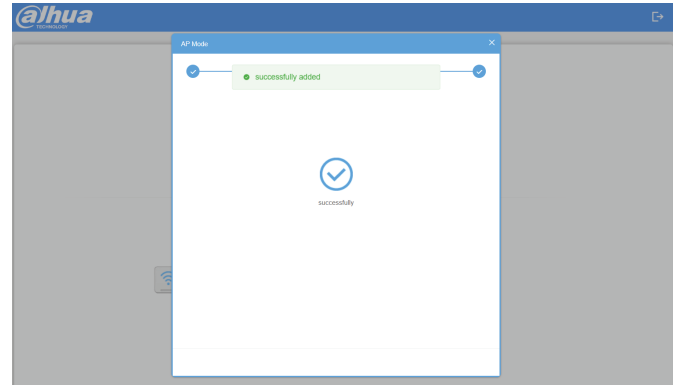 alhua
TECHNOLOGY
AP Mode
successfully added
successfully